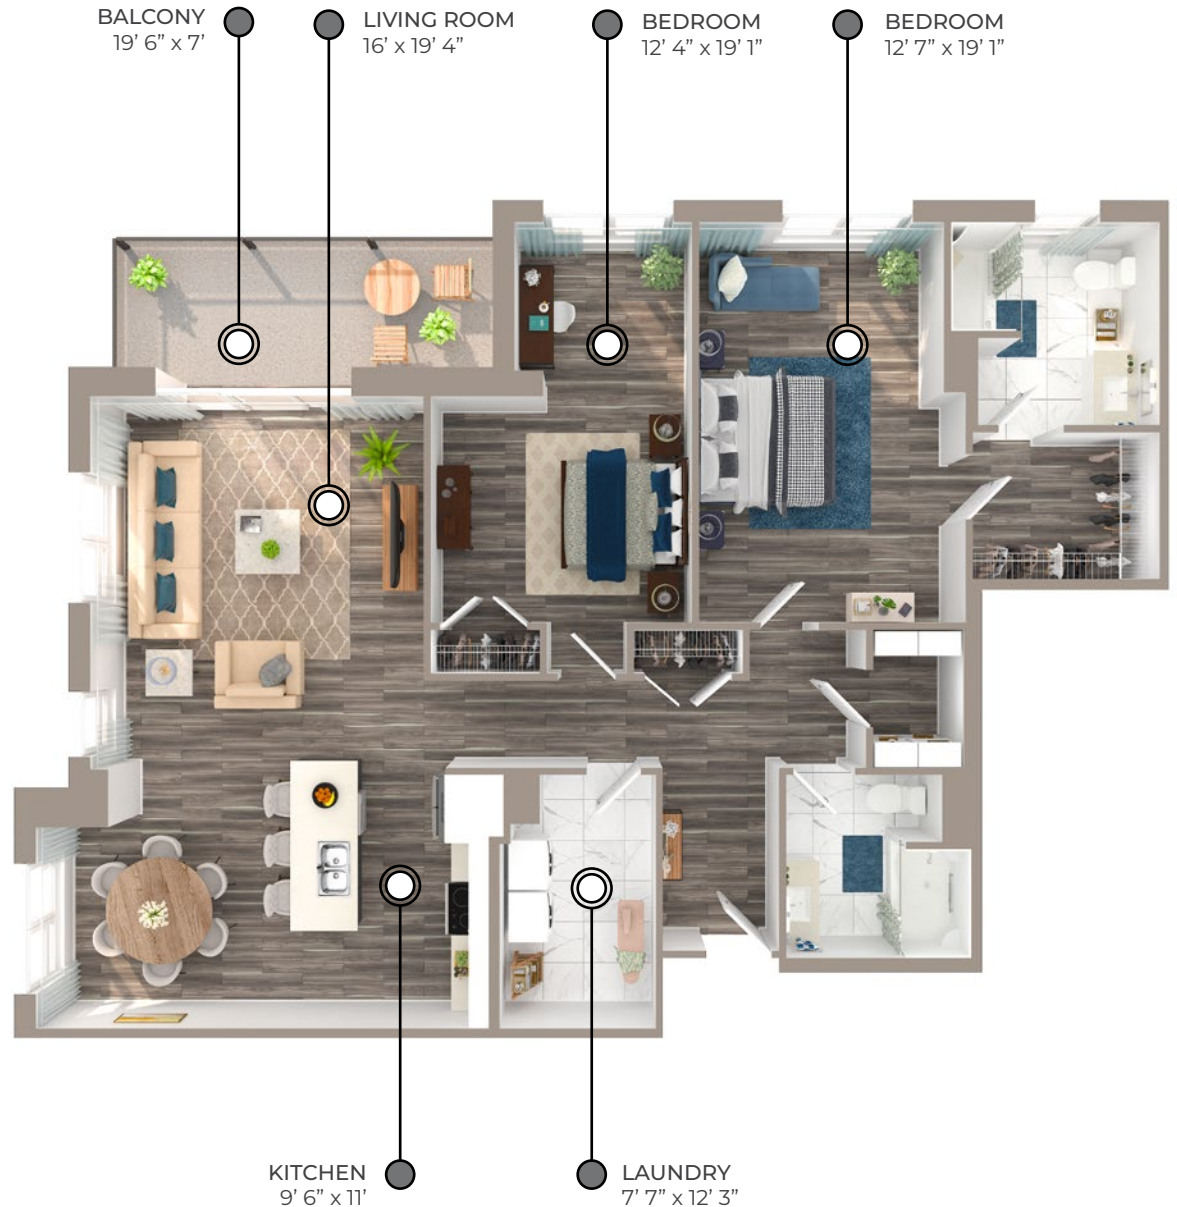 BALCONY
19’ 6” x 7’
LIVING ROOM
16’ x 19’ 4”
BEDROOM
12’ 4” x 19’ 1”
BEDROOM
12’ 7” x 19’ 1”
KITCHEN
9’ 6” x 11’
LAUNDRY
7’ 7” x 12’ 3”